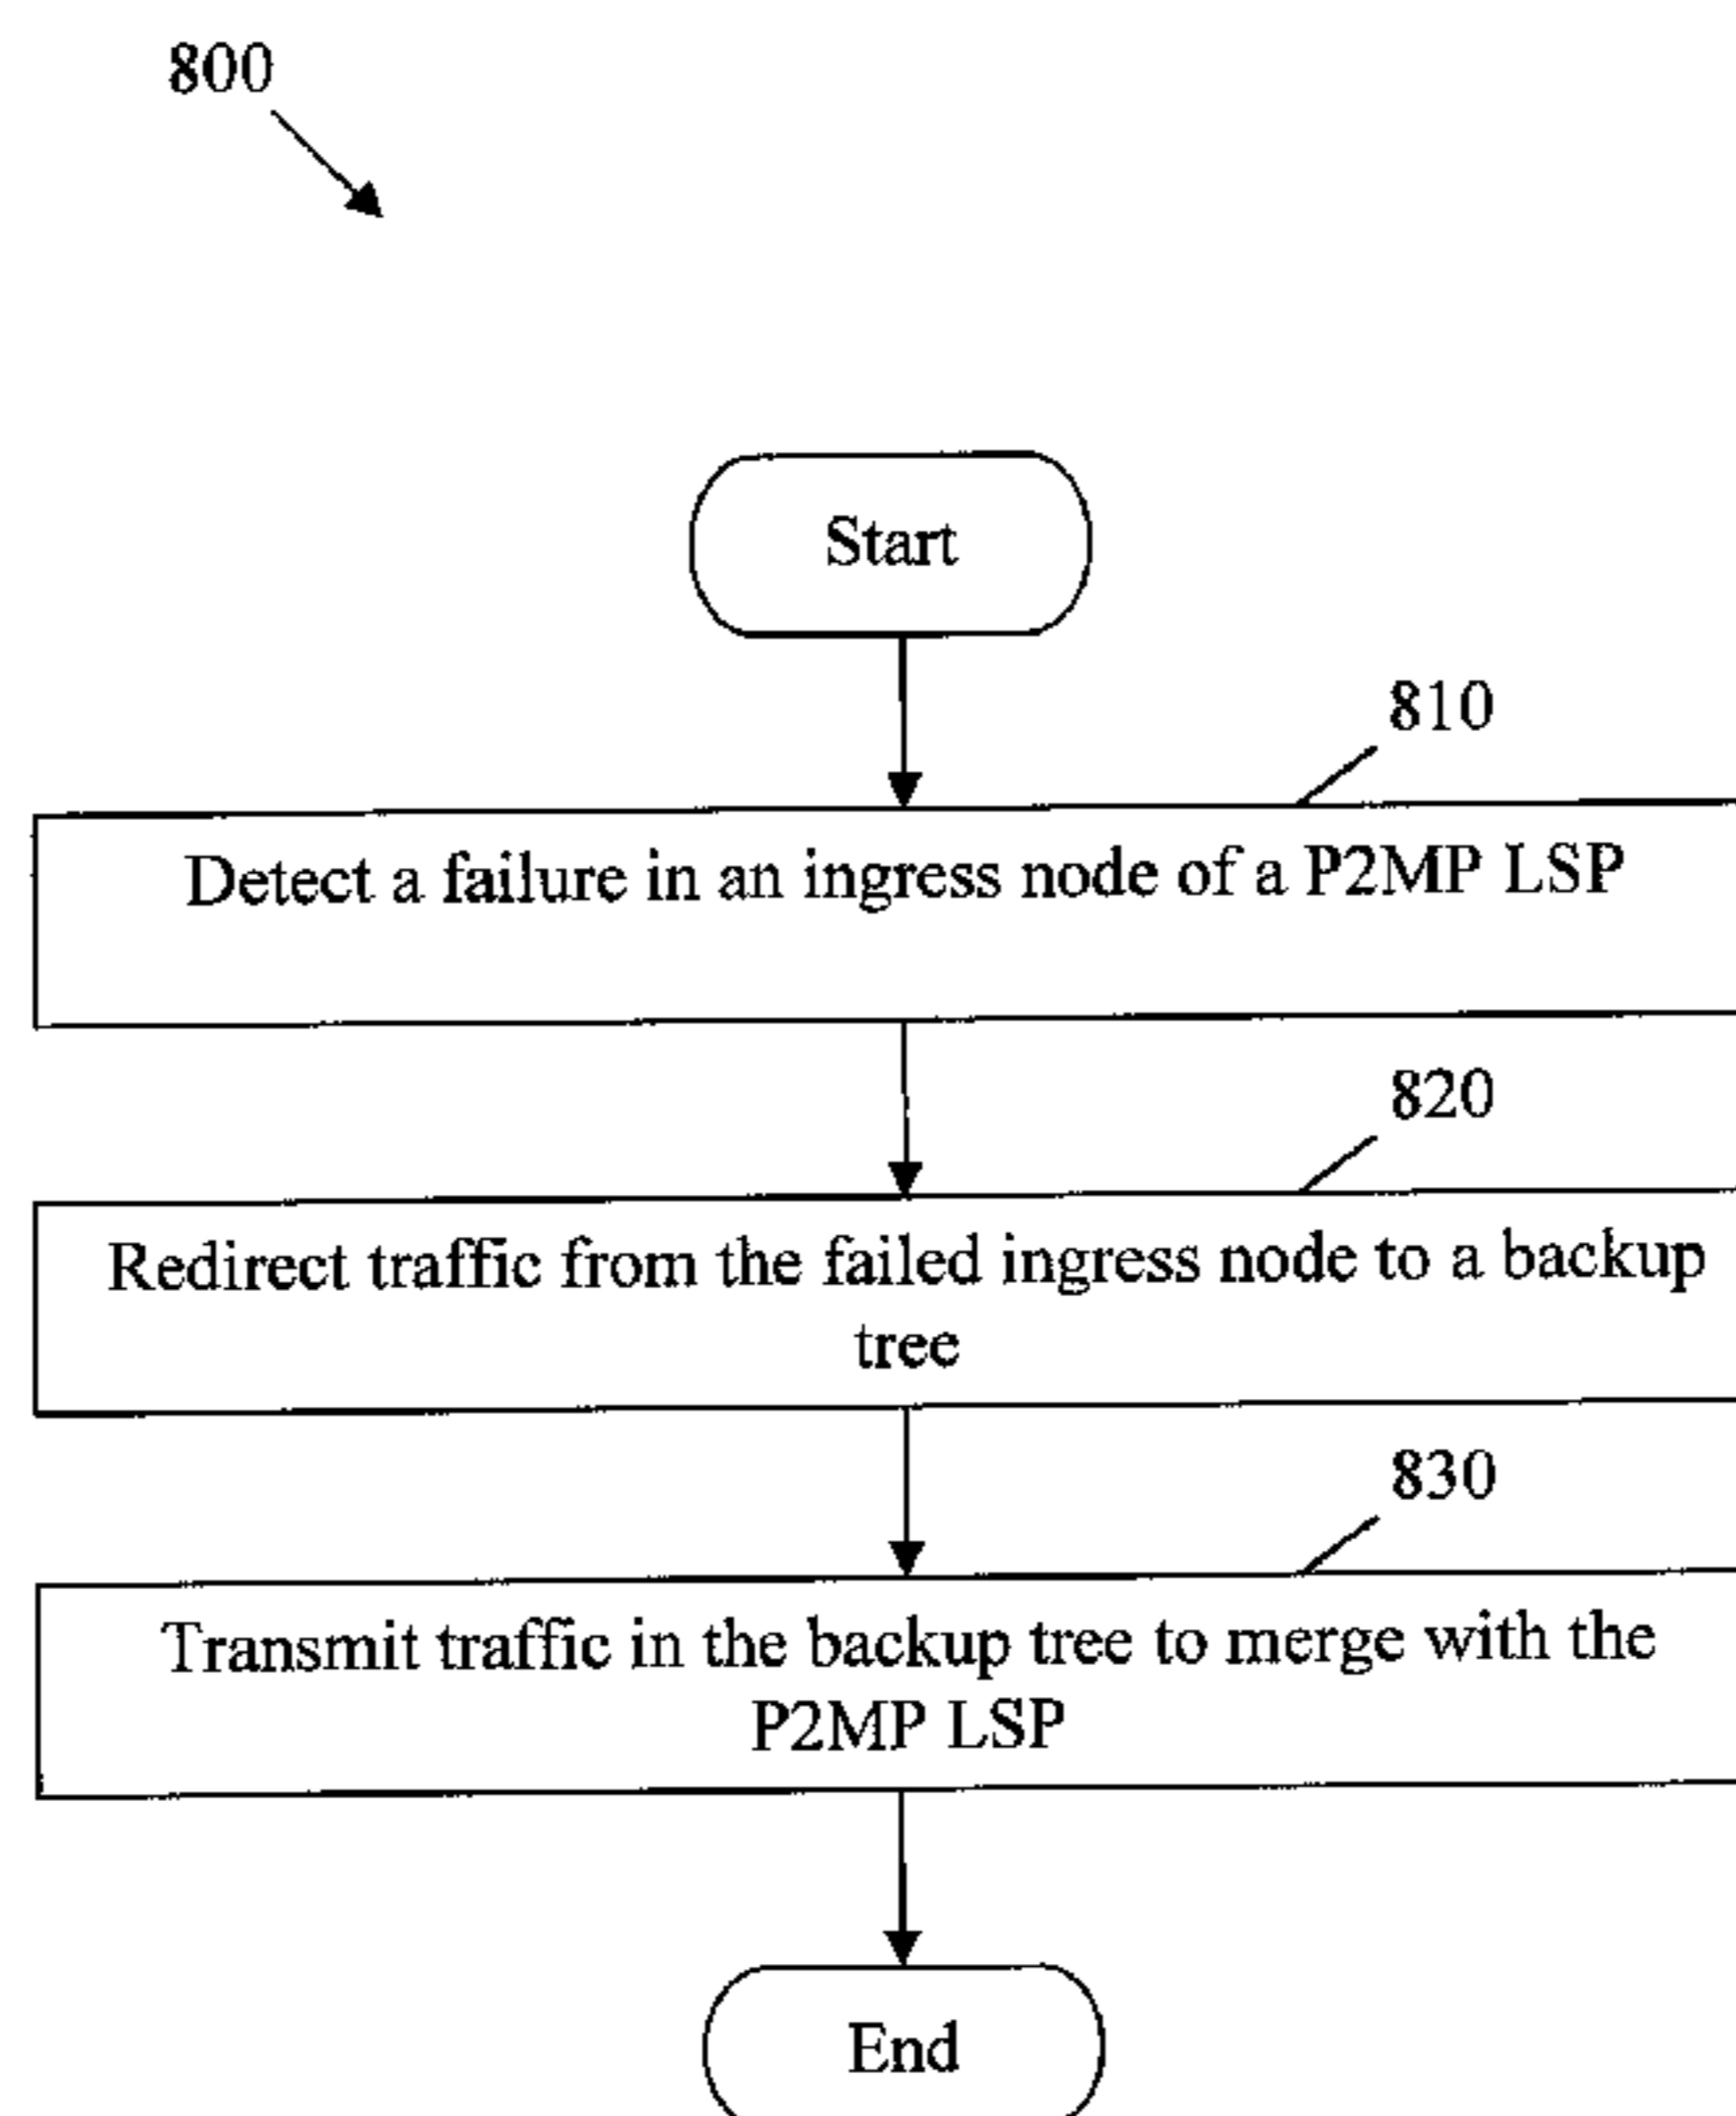 800
Start
810
Detect a failure in an ingress node of a P2MP LSP
820
Redirect traffic from the failed ingress node to a backup
tree
830
Transmit traffic in the backup tree to merge with the
P2MP LSP
End